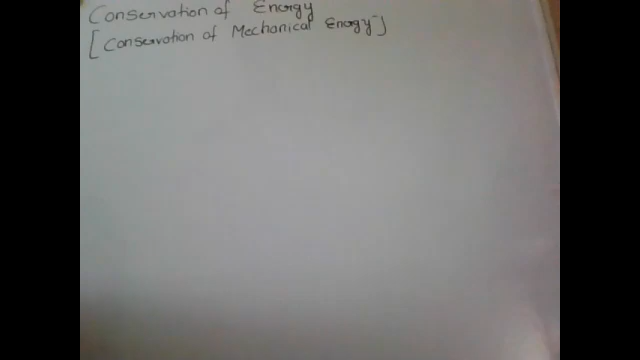 Conservation of Energy
[Conservation of Mechanical Energy]